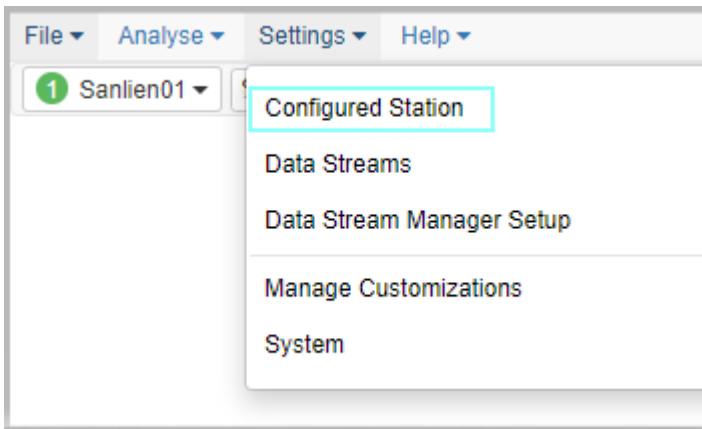 File Analyse Settings Help
1 Sanlien01
Configured Station
Data Streams
Data Stream Manager Setup
Manage Customizations
System